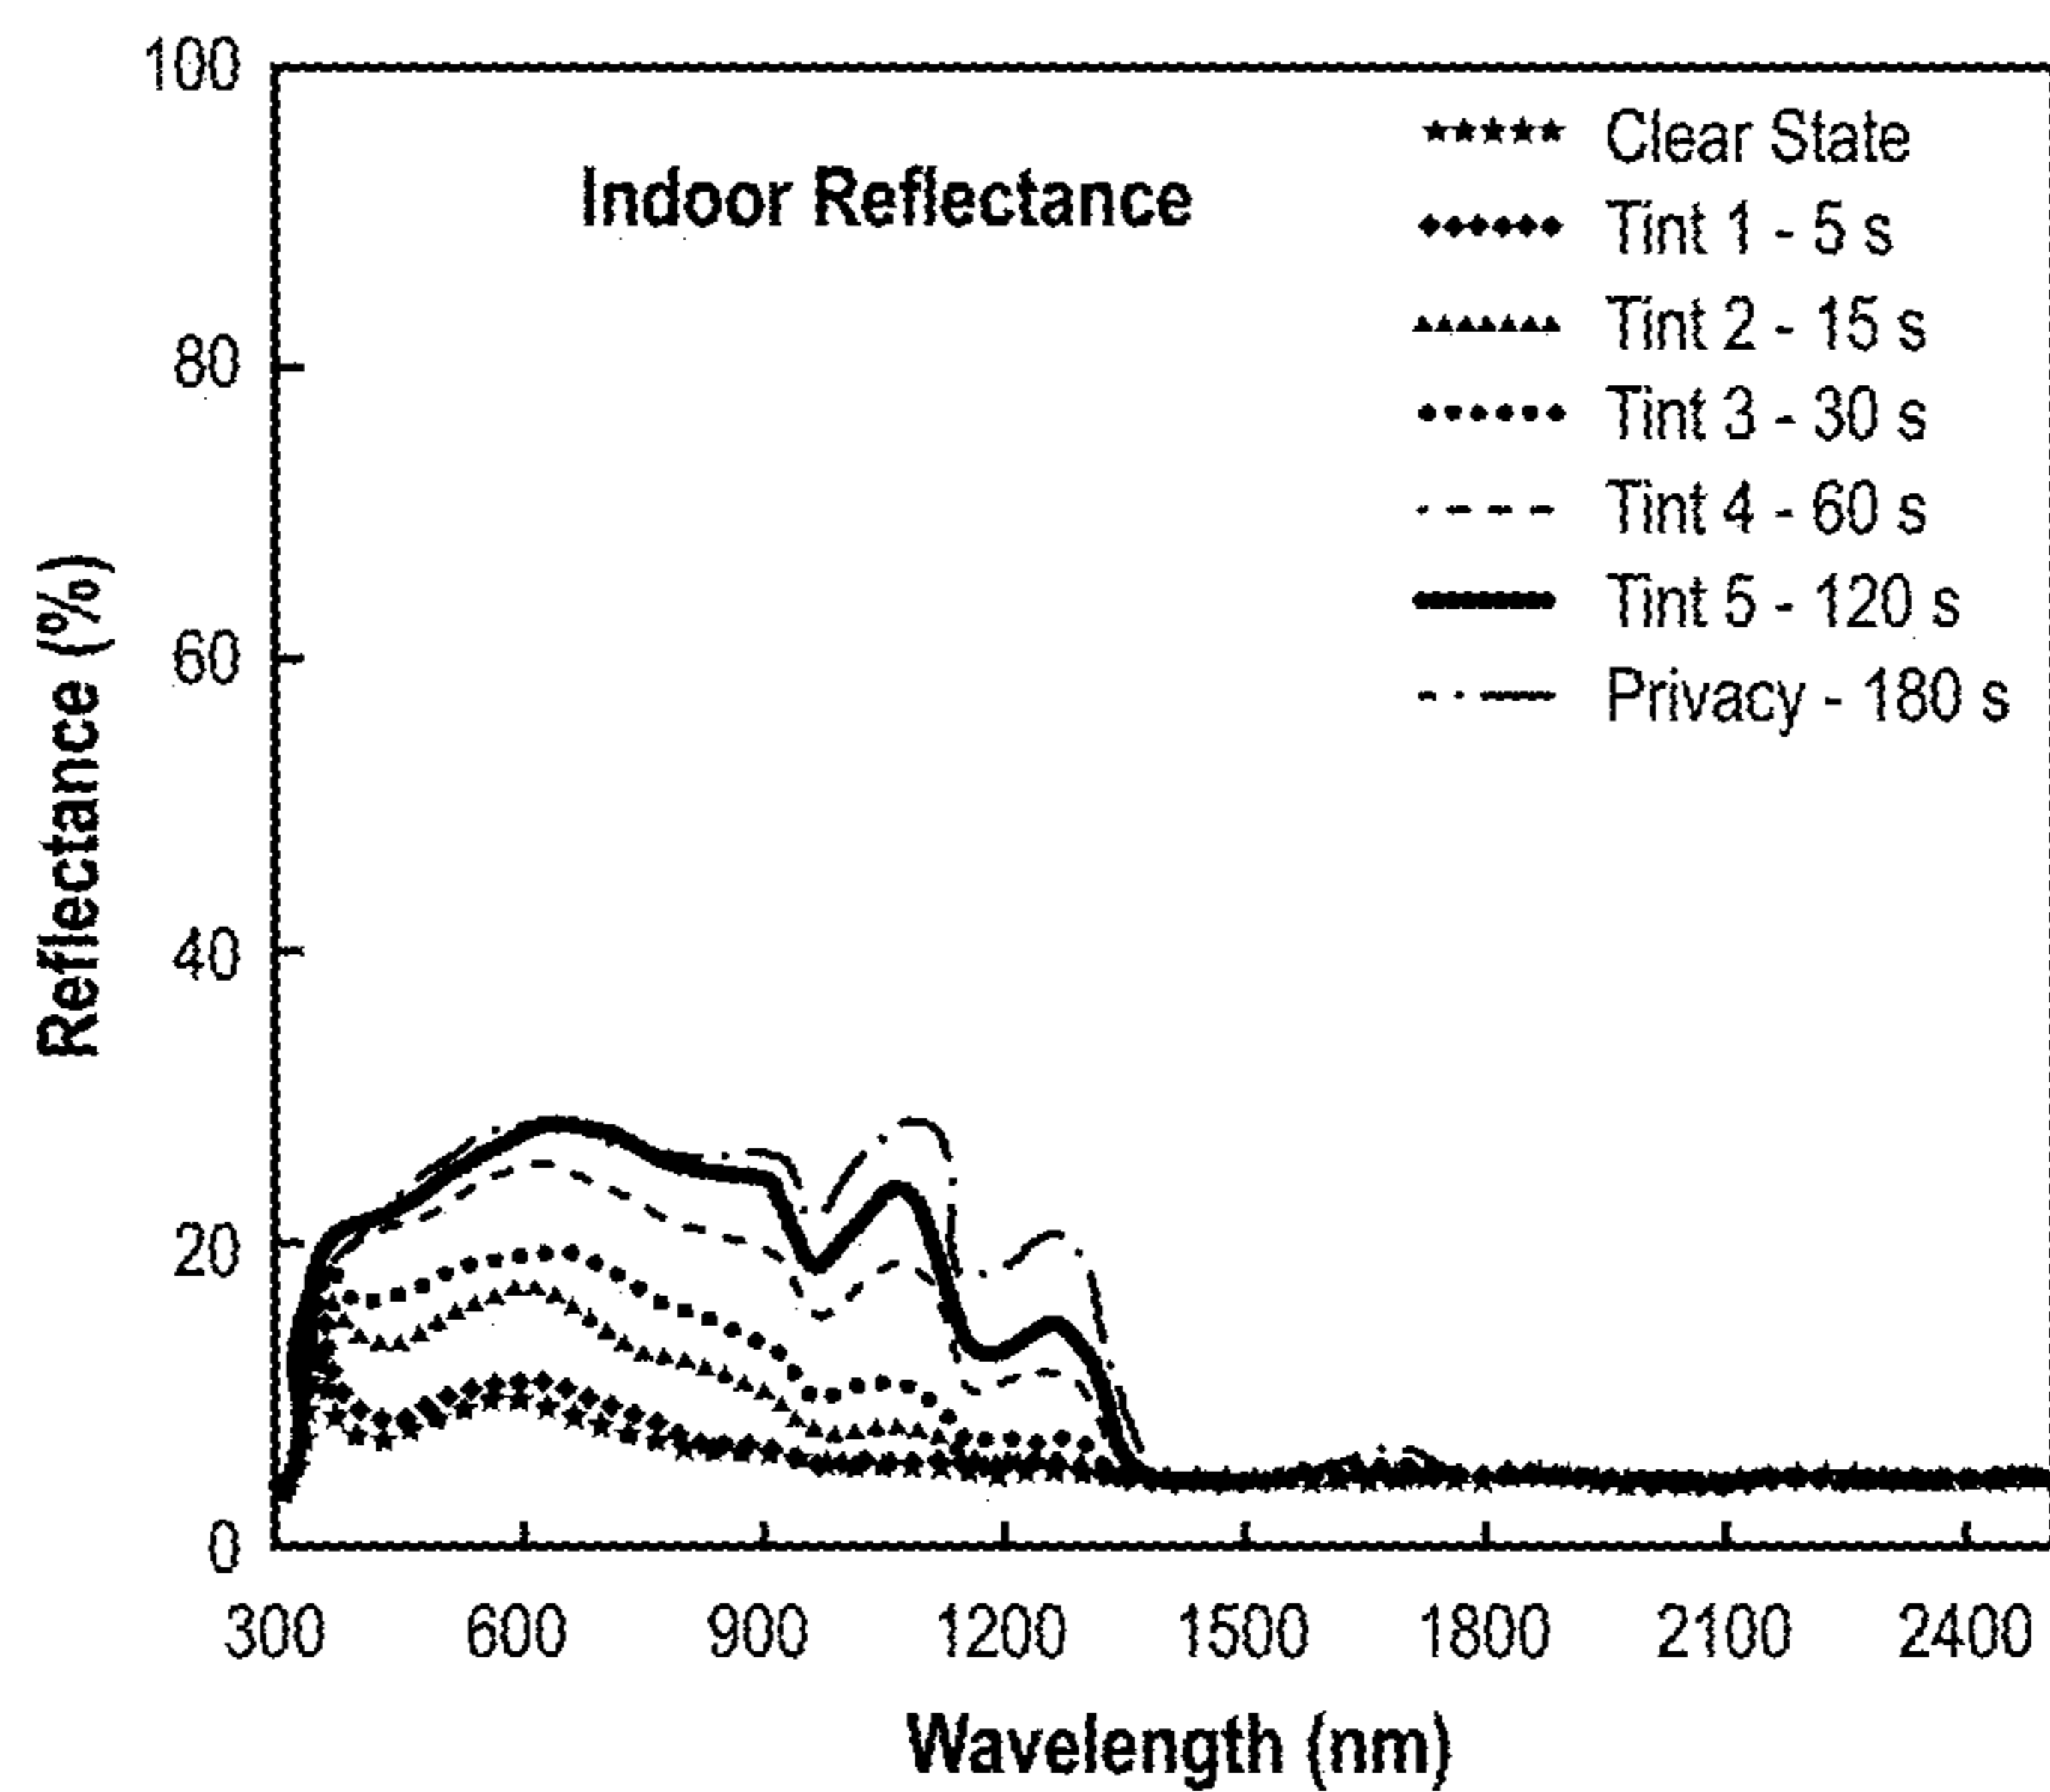 Indoor Reflectance
Clear State
Tint 1 - 5 s
Tint 2 - 15 s
Tint 3 - 30 s
Tint 4 - 60 s
Tint 5 - 120 s
Privacy - 180 s
Reflectance (%)
100
80
60
40
20
0
300 600 900 1200 1500 1800 2100 2400
Wavelength (nm)